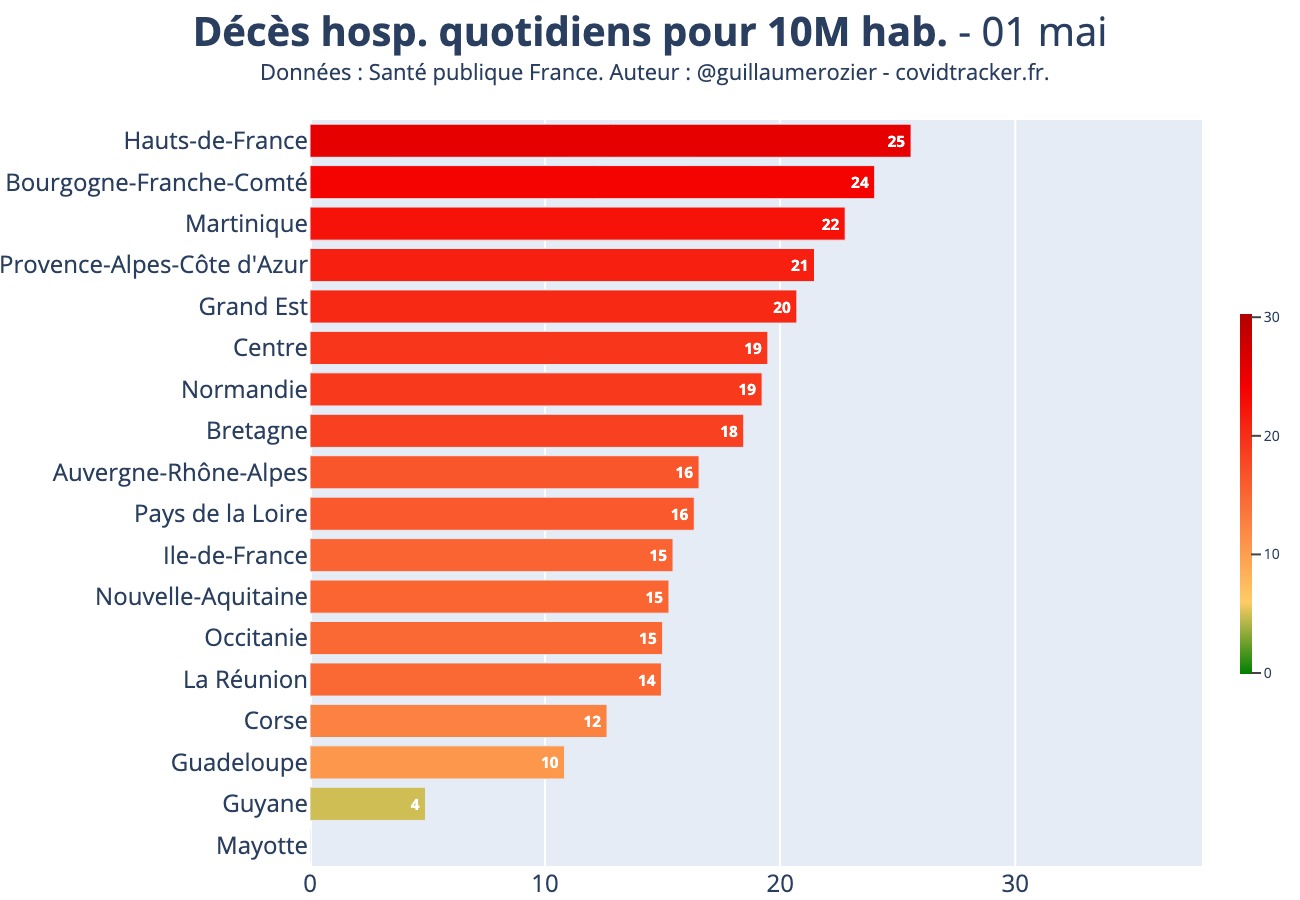 Décès hosp. quotidiens pour 10M hab. - 01 mai
Données : Santé publique France. Auteur : @guillaumerozier - covidtracker.fr.
Hauts-de-France 25
Bourgogne-Franche-Comté 24
Martinique 22
Provence-Alpes-Côte d'Azur 21
Grand Est 20
Centre 19
Normandie 19
Bretagne 18
Auvergne-Rhône-Alpes 16
Pays de la Loire 16
Ile-de-France 15
Nouvelle-Aquitaine 15
Occitanie 15
La Réunion 14
Corse 12
Guadeloupe 10
Guyane 4
Mayotte
0 10 20 30
30
20
10
0